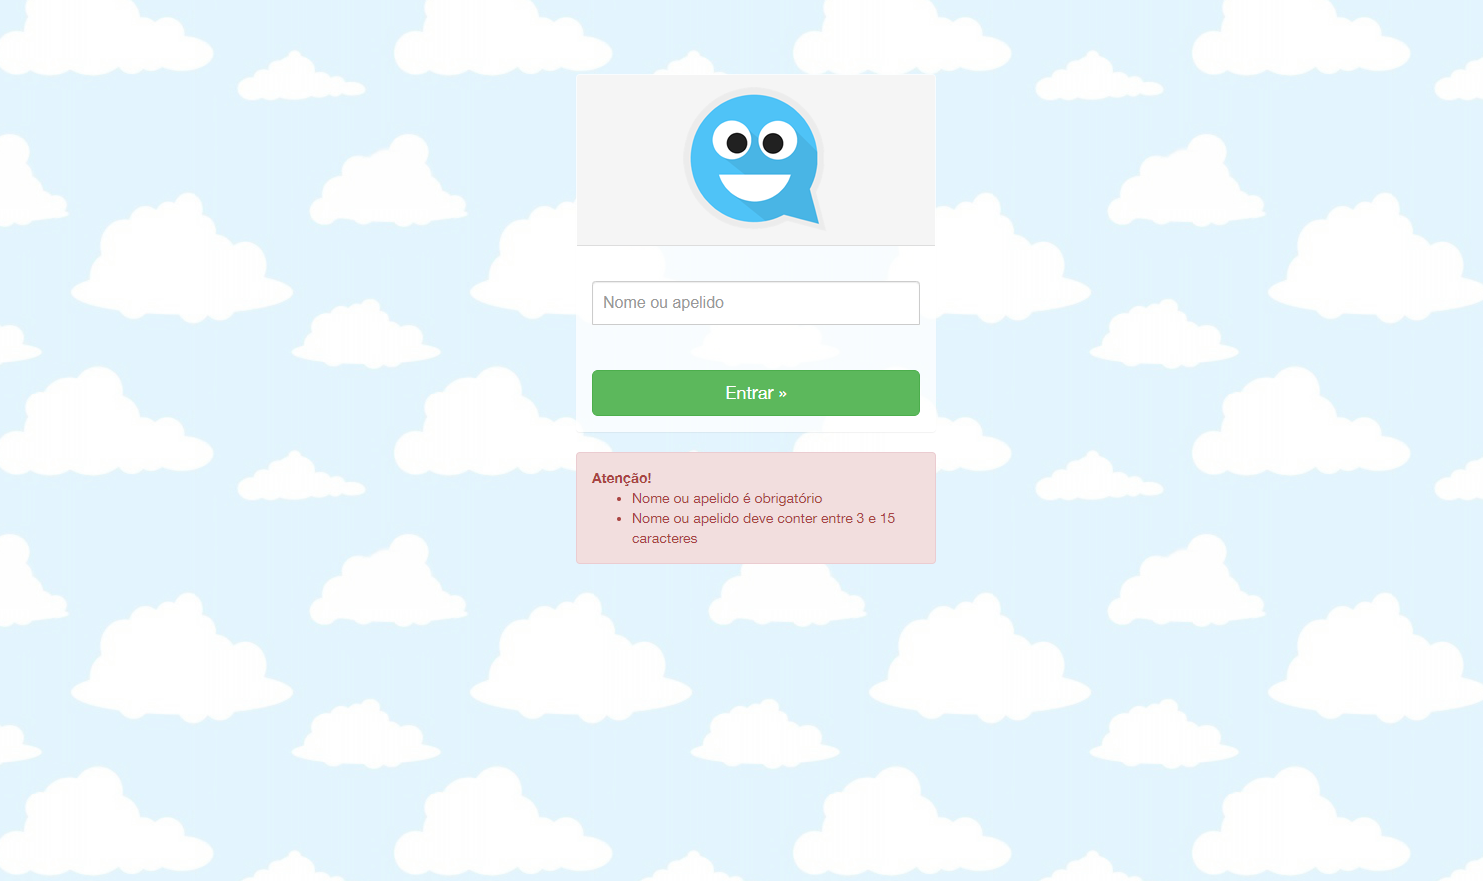 Nome ou apelido
Entrar »
Atenção!
• Nome ou apelido é obrigatório
• Nome ou apelido deve conter entre 3 e 15
caracteres